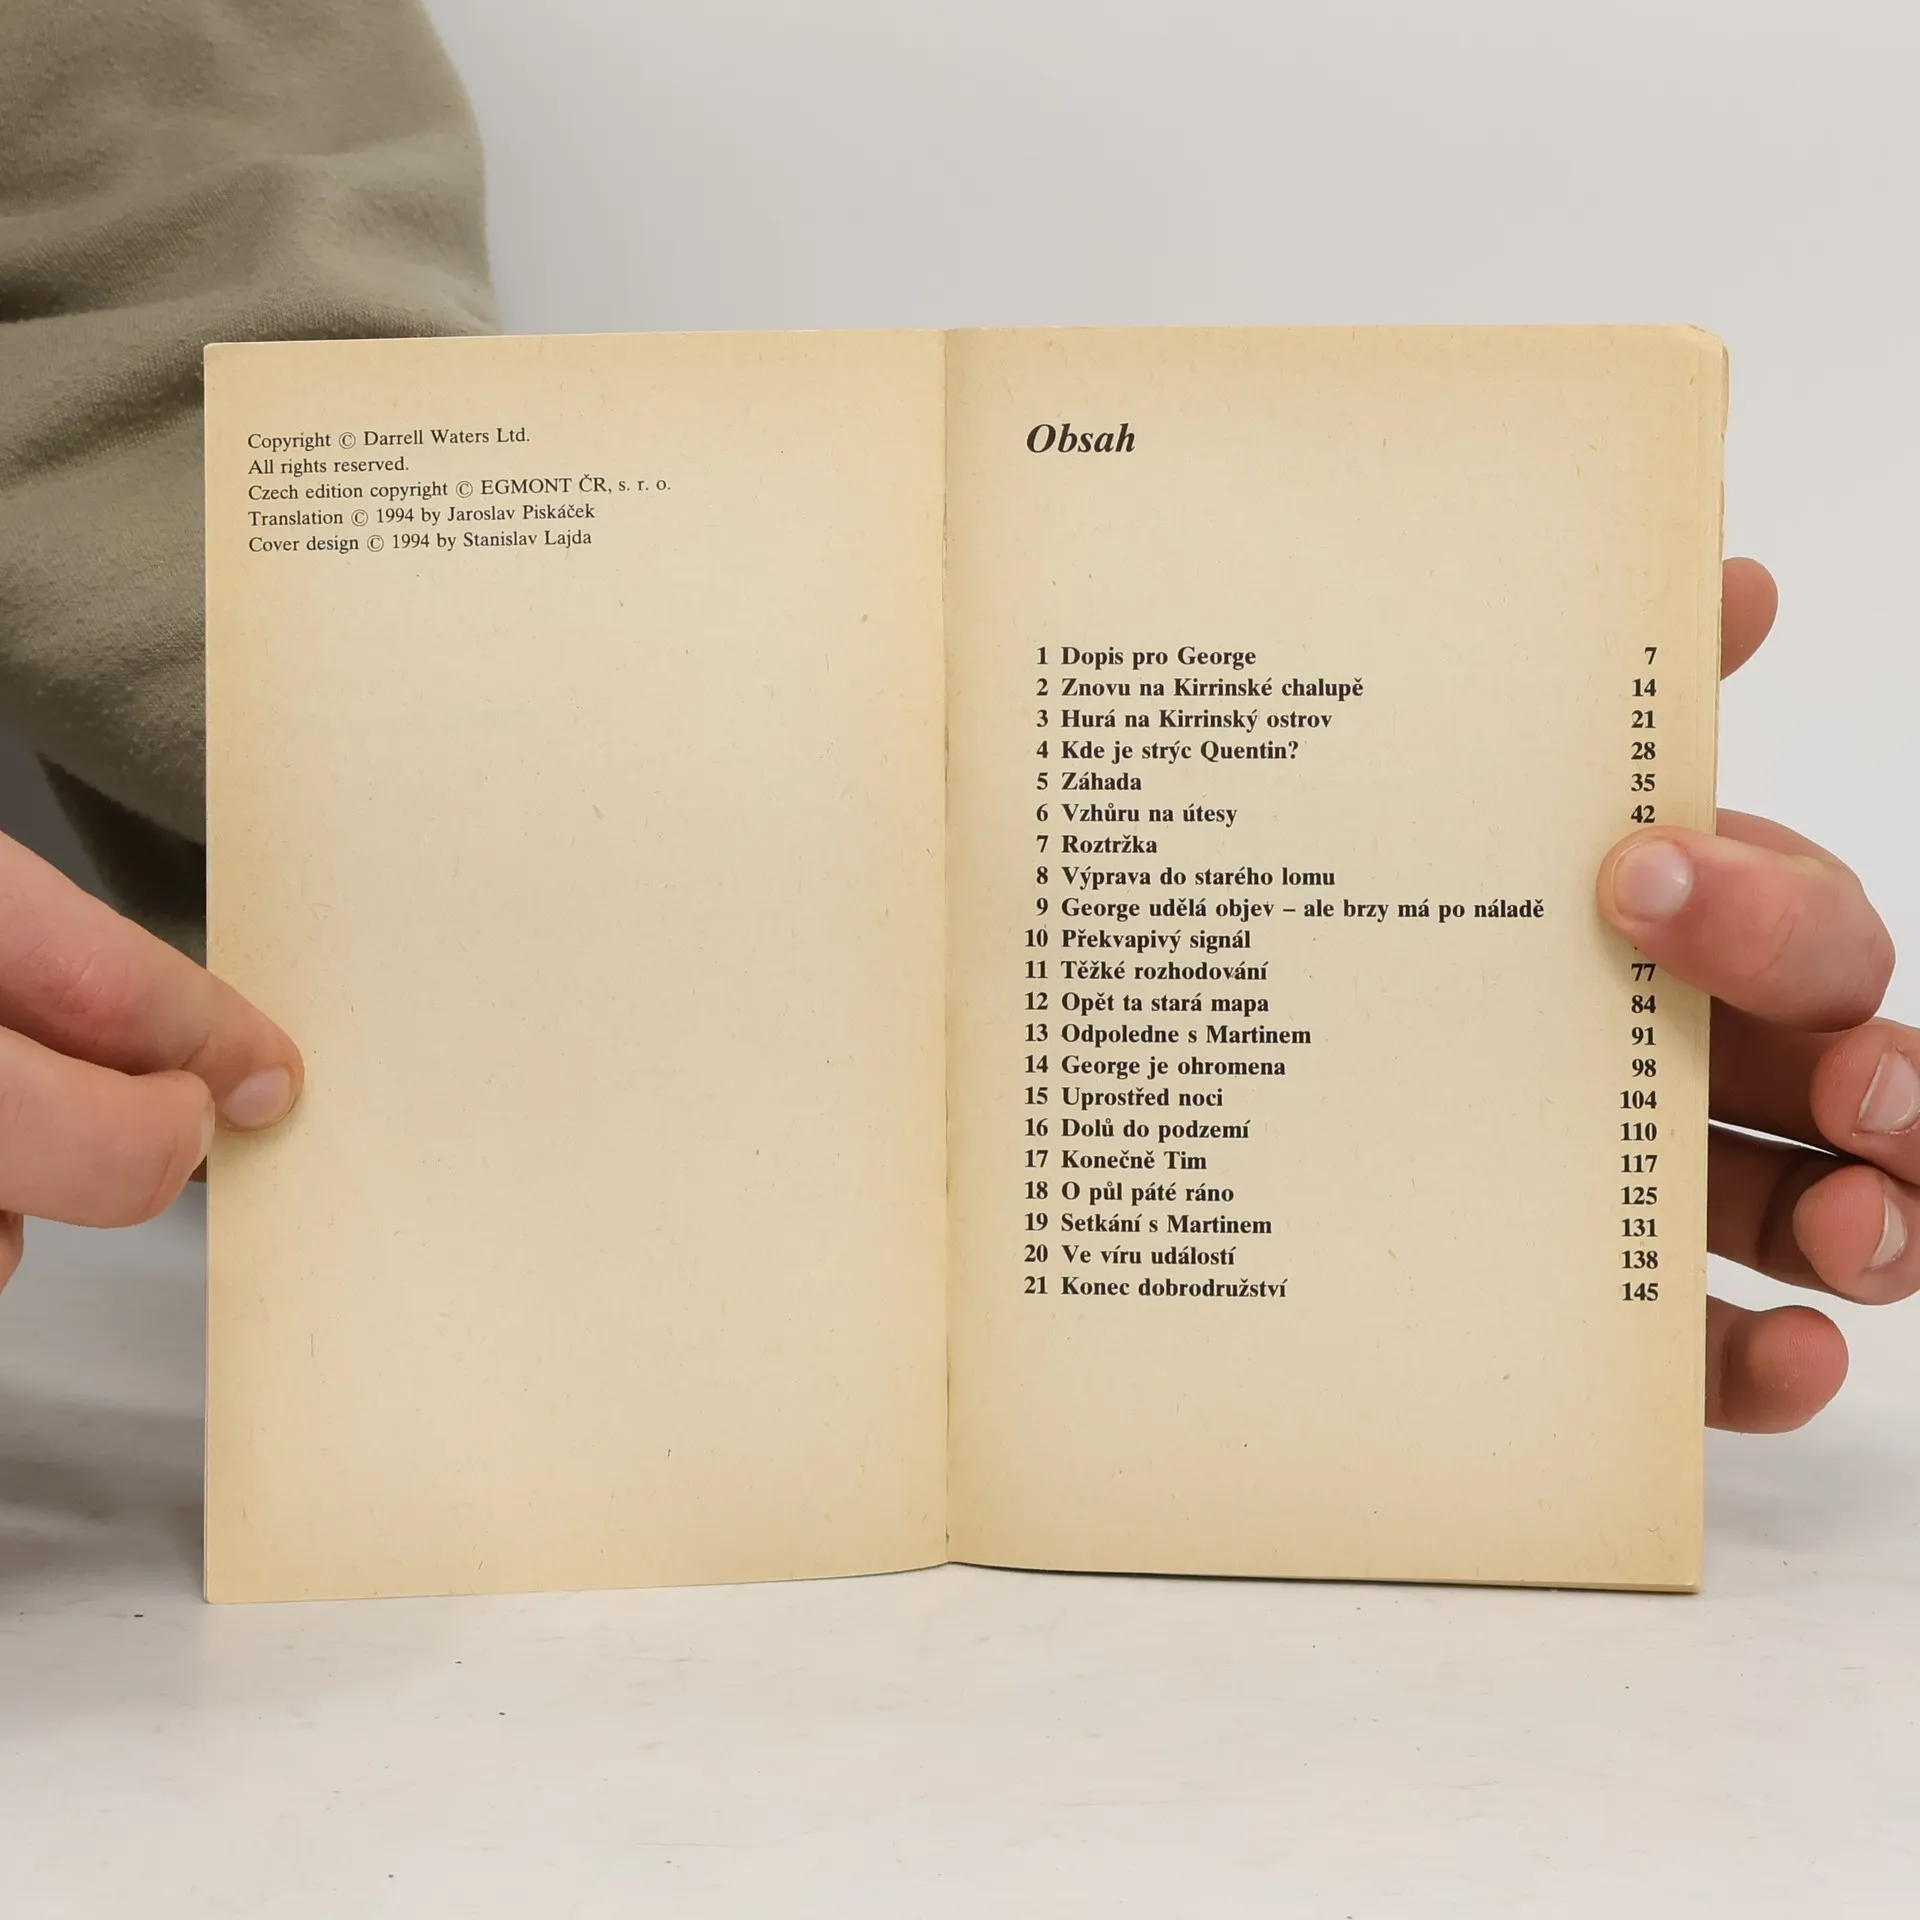 Copyright © Darrell Waters Ltd.
All rights reserved.
Czech edition copyright © EGMONT ČR, s. r. o.
Translation © 1994 by Jaroslav Piskáček
Cover design © 1994 by Stanislav Lajda
Obsah
1 Dopis pro George 7
2 Znovu na Kirrinské chalupě 14
3 Hurá na Kirrinský ostrov 21
4 Kde je strýc Quentin? 28
5 Záhada 35
6 Vzhůru na útesy 42
7 Roztržka
8 Výprava do starého lomu
9 George udělá objev – ale brzy má po náladě
10 Překvapivý signál
11 Těžké rozhodování 77
12 Opět ta stará mapa 84
13 Odpoledne s Martinem 91
14 George je ohromena 98
15 Uprostřed noci 104
16 Dolů do podzemí 110
17 Konečně Tim 117
18 O půl páté ráno 125
19 Setkání s Martinem 131
20 Ve víru událostí 138
21 Konec dobrodružství 145